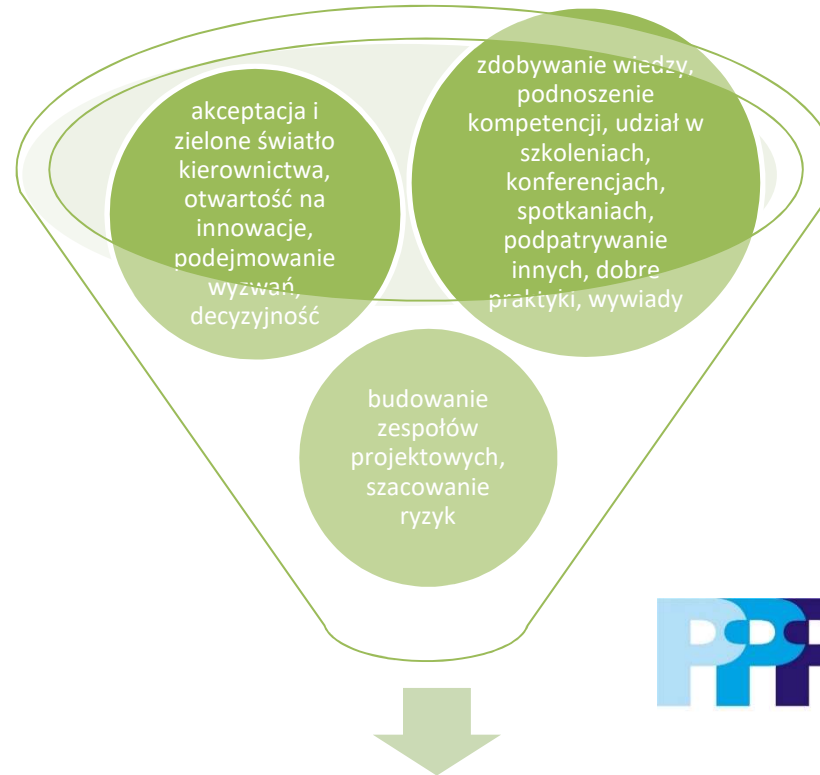 akceptacja i
zielone światło
kierownictwa,
otwartość na
innowacje,
podejmowanie
wyzwań,
decyzyjność
zdobywanie wiedzy,
podnoszenie
kompetencji, udział w
szkoleniach,
konferencjach,
spotkaniach,
podpatrywanie
innych, dobre
praktyki, wywiady
budowanie
zespołów
projektowych,
szacowanie
ryzyk
PPP